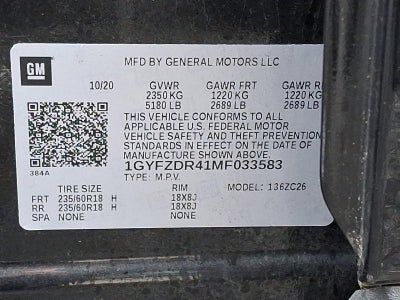 GM
MFD BY GENERAL MOTORS LLC
10/20 GVWR GAWR FRT GAWR
2350 KG 1220 KG 1220 KG
5180 LB 2689 LB 2689 LB
THIS VEHICLE CONFORMS TO ALL
APPLICABLE U.S. FEDERAL MOTOR
VEHICLE SAFETY AND THEFT PREVENTION
STANDARDS IN EFFECT ON THE DATE OF
MANUFACTURE SHOWN ABOVE.
1GYFZDR41MF033583
384A
TYPE: M.P.V. MODEL: 136ZC26
TIRE SIZE RIM
FRT 235/60R18 H 18X8J
RR 235/60R18 H 18X8J
SPA NONE NONE